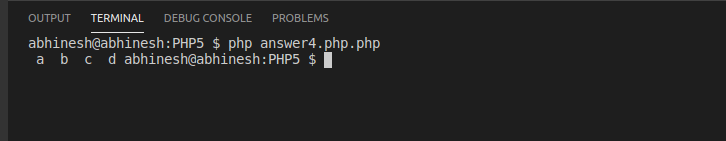 OUTPUT TERMINAL DEBUG CONSOLE PROBLEMS
abhinesh@abhinesh:PHP5 $ php answer4.php.php
 a  b  c  d abhinesh@abhinesh:PHP5 $